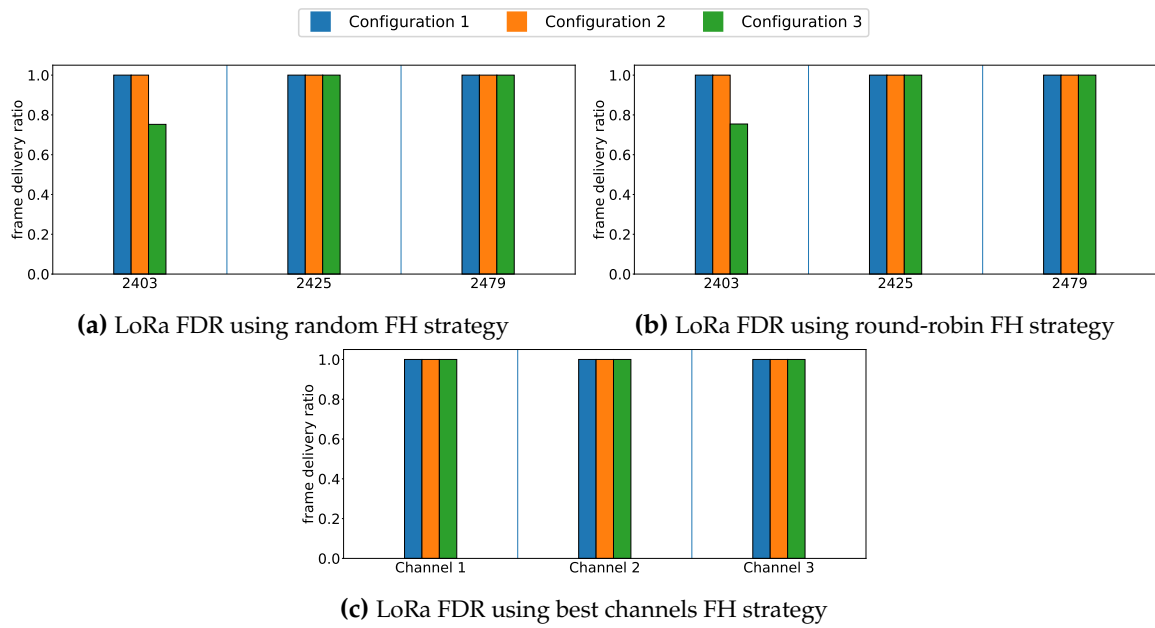 Configuration 1 Configuration 2 Configuration 3
frame delivery ratio
1.0
0.8
0.6
0.4
0.2
0.0
2403 2425 2479
(a) LoRa FDR using random FH strategy
frame delivery ratio
1.0
0.8
0.6
0.4
0.2
0.0
2403 2425 2479
(b) LoRa FDR using round-robin FH strategy
frame delivery ratio
1.0
0.8
0.6
0.4
0.2
0.0
Channel 1 Channel 2 Channel 3
(c) LoRa FDR using best channels FH strategy